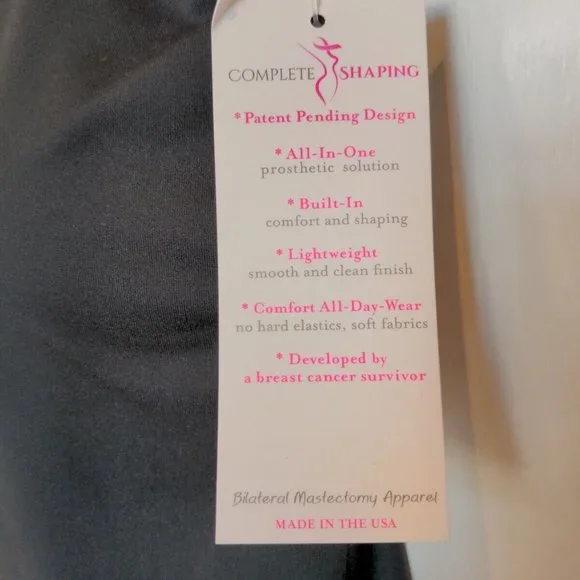 COMPLETE SHAPING
* Patent Pending Design
* All-In-One
prosthetic solution
* Built-In
comfort and shaping
* Lightweight
smooth and clean finish
* Comfort All-Day-Wear
no hard elastics, soft fabrics
* Developed by
a breast cancer survivor
Bilateral Mastectomy Apparel
MADE IN THE USA